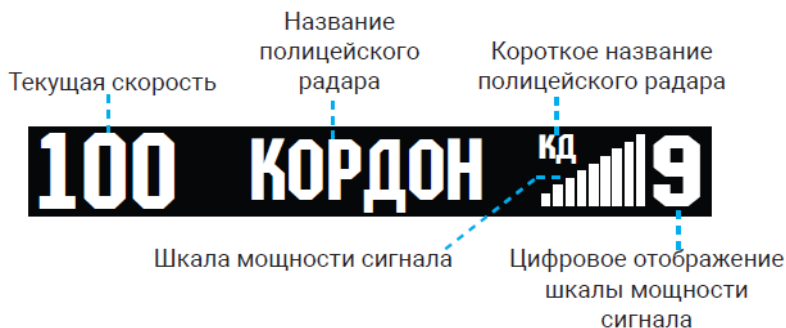 Название
полицейского
радара
Короткое название
полицейского радара
Текущая скорость
100 КОРДОН КД 9
Шкала мощности сигнала
Цифровое отображение
шкалы мощности
сигнала